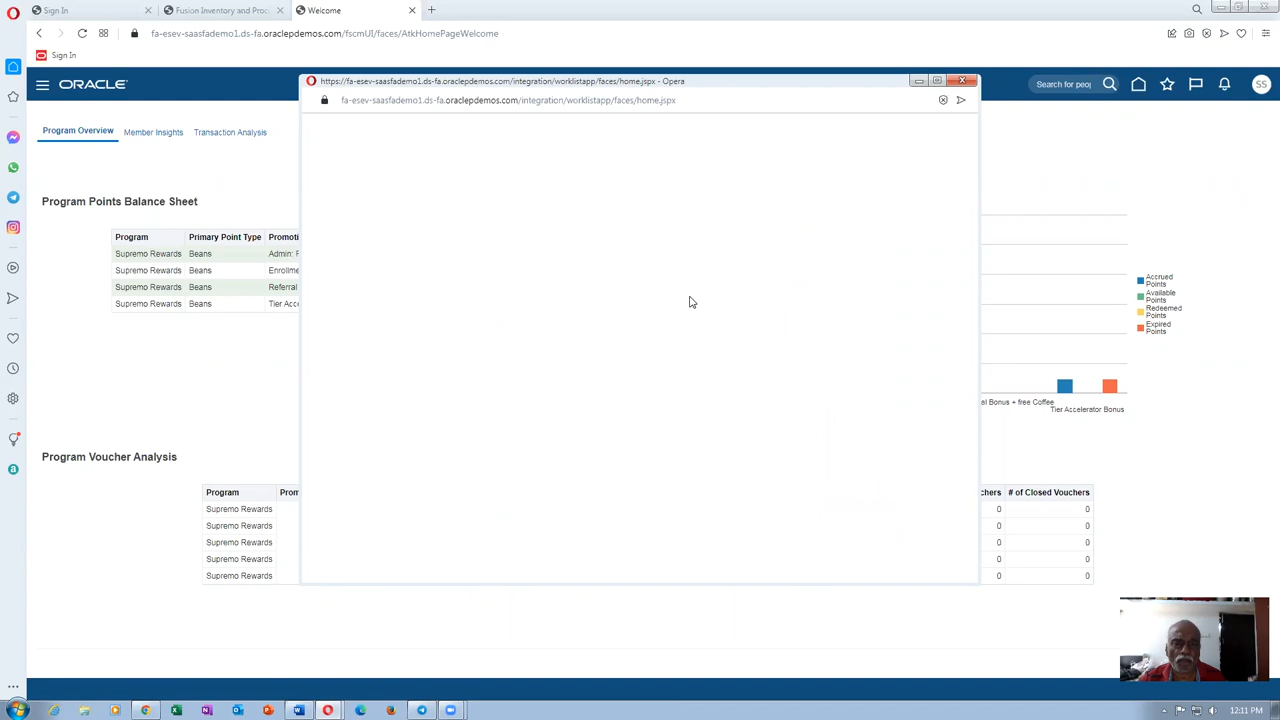 Sign In
Fusion Inventory and Proc
Welcome
fa-esev-saasfademo1.ds-fa.oraclepdemos.com/fscmUI/faces/AtkHomePageWelcome
Sign In
https://fa-esev-saasfademo1.ds-fa.oraclepdemos.com/integration/worklistapp/faces/home.jspx - Opera
ORACLE
Search for peop
SS
fa-esev-saasfademo1.ds-fa.oraclepdemos.com/integration/worklistapp/faces/home.jspx
Program Overview
Member Insights
Transaction Analysis
Program Points Balance Sheet
Program Primary Point Type Promoti
Supremo Rewards Beans Admin: F
Supremo Rewards Beans Enrollme
Supremo Rewards Beans Referral
Supremo Rewards Beans Tier Acce
Accrued
Points
Available
Points
Redeemed
Points
Expired
Points
al Bonus + free Coffee
Tier Accelerator Bonus
Program Voucher Analysis
Program Prom chers # of Closed Vouchers
Supremo Rewards 0 0
Supremo Rewards 0 0
Supremo Rewards 0 0
Supremo Rewards 0 0
Supremo Rewards 0 0
12:11 PM